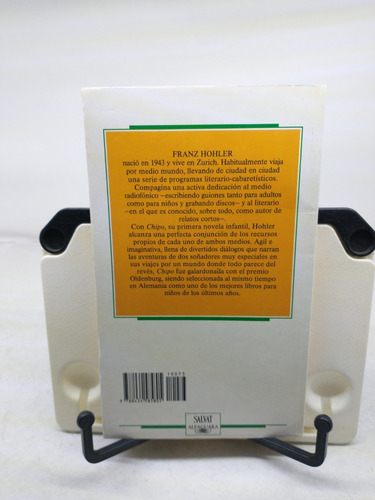 FRANZ HOHLER
nació en 1943 y vive en Zurich. Habitualmente viaja
por medio mundo, llevando de ciudad en ciudad
una serie de programas literario-cabaretísticos.
Compagina una activa dedicación al medio
radiofónico —escribiendo guiones tanto para adultos
como para niños y grabando discos— y al literario
—en el que es conocido, sobre todo, como autor de
relatos cortos—.
Con Chipo, su primera novela infantil, Hohler
alcanza una perfecta conjunción de los recursos
propios de cada uno de ambos medios. Agil e
imaginativa, llena de divertidos diálogos que narran
las aventuras de dos soñadores muy especiales en
sus viajes por un mundo donde todo parece del
revés, Chipo fue galardonada con el premio
Oldenburg, siendo seleccionada al mismo tiempo
en Alemania como uno de los mejores libros para
niños de los últimos años.
SALVAT
ALFAGUARA